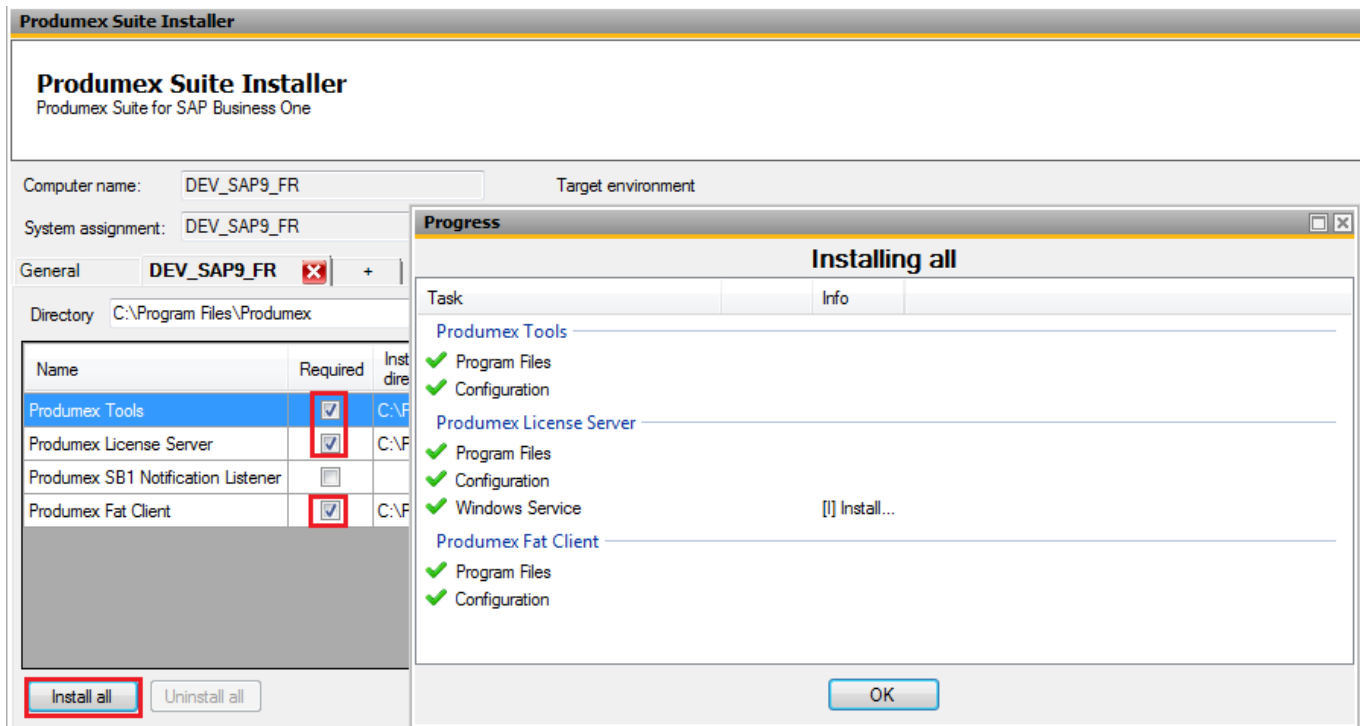 Produmex Suite Installer
Produmex Suite Installer
Produmex Suite for SAP Business One
Computer name: DEV_SAP9_FR Target environment
System assignment: DEV_SAP9_FR
General DEV_SAP9_FR +
Directory C:\Program Files\Produmex
Name Required Inst
dire
Produmex Tools C:\P
Produmex License Server C:\P
Produmex SB1 Notification Listener
Produmex Fat Client C:\P
Install all Uninstall all
Progress
Installing all
Task Info
Produmex Tools
Program Files
Configuration
Produmex License Server
Program Files
Configuration
Windows Service [I] Install...
Produmex Fat Client
Program Files
Configuration
OK